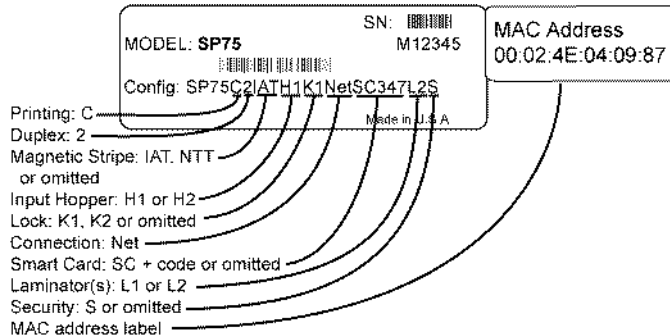 SN:
MODEL: SP75 M12345
Config: SP75C2IATH1K1NetSC347L2S
Made in U.S.A
MAC Address
00:02:4E:04:09:87
Printing: C
Duplex: 2
Magnetic Stripe: IAT, NTT
or omitted
Input Hopper: H1 or H2
Lock: K1, K2 or omitted
Connection: Net
Smart Card: SC + code or omitted
Laminator(s): L1 or L2
Security: S or omitted
MAC address label